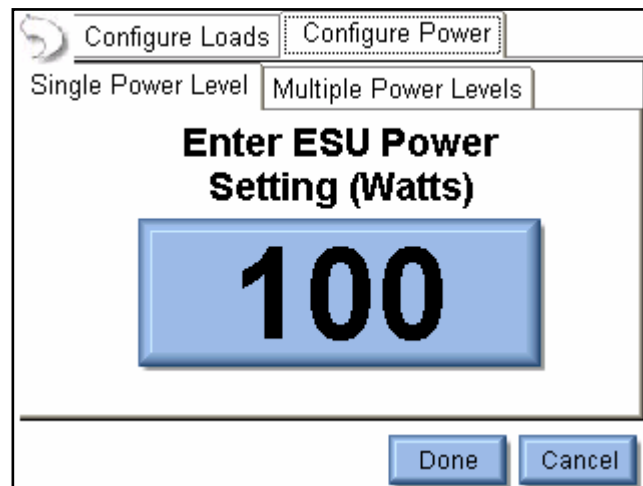 Configure Loads
Configure Power
Single Power Level
Multiple Power Levels
Enter ESU Power
Setting (Watts)
100
Done
Cancel